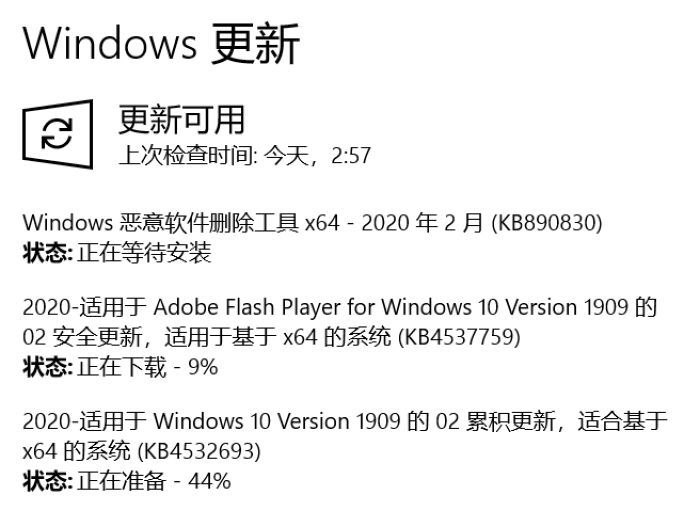 Windows 更新
更新可用
上次检查时间: 今天，2:57
Windows 恶意软件删除工具 x64 - 2020 年 2 月 (KB890830)
状态: 正在等待安装
2020-适用于 Adobe Flash Player for Windows 10 Version 1909 的
02 安全更新，适用于基于 x64 的系统 (KB4537759)
状态: 正在下载 - 9%
2020-适用于 Windows 10 Version 1909 的 02 累积更新，适合基于
x64 的系统 (KB4532693)
状态: 正在准备 - 44%